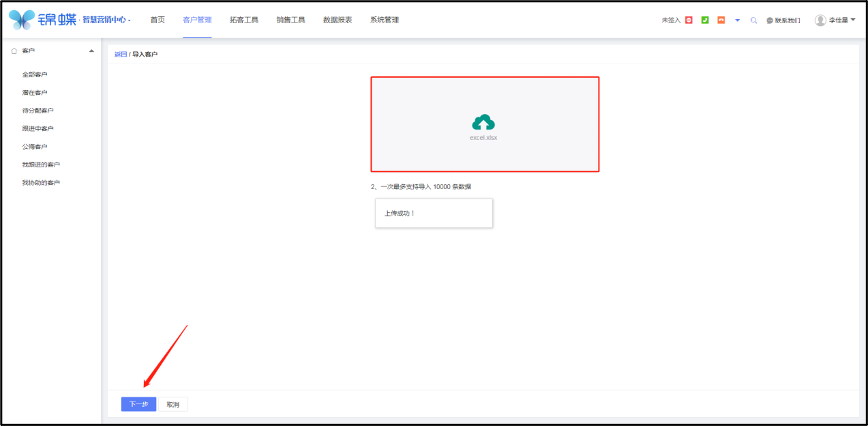 锦蝶·智慧营销中心· 首页 客户管理 拓客工具 销售工具 数据报表 系统管理 未签入 联系我们 李佳星
客户
返回 / 导入客户
全部客户
潜在客户
待分配客户
跟进中客户
公海客户
我跟进的客户
我协助的客户
excel.xlsx
2、一次最多支持导入 10000 条数据
上传成功！
下一步 取消